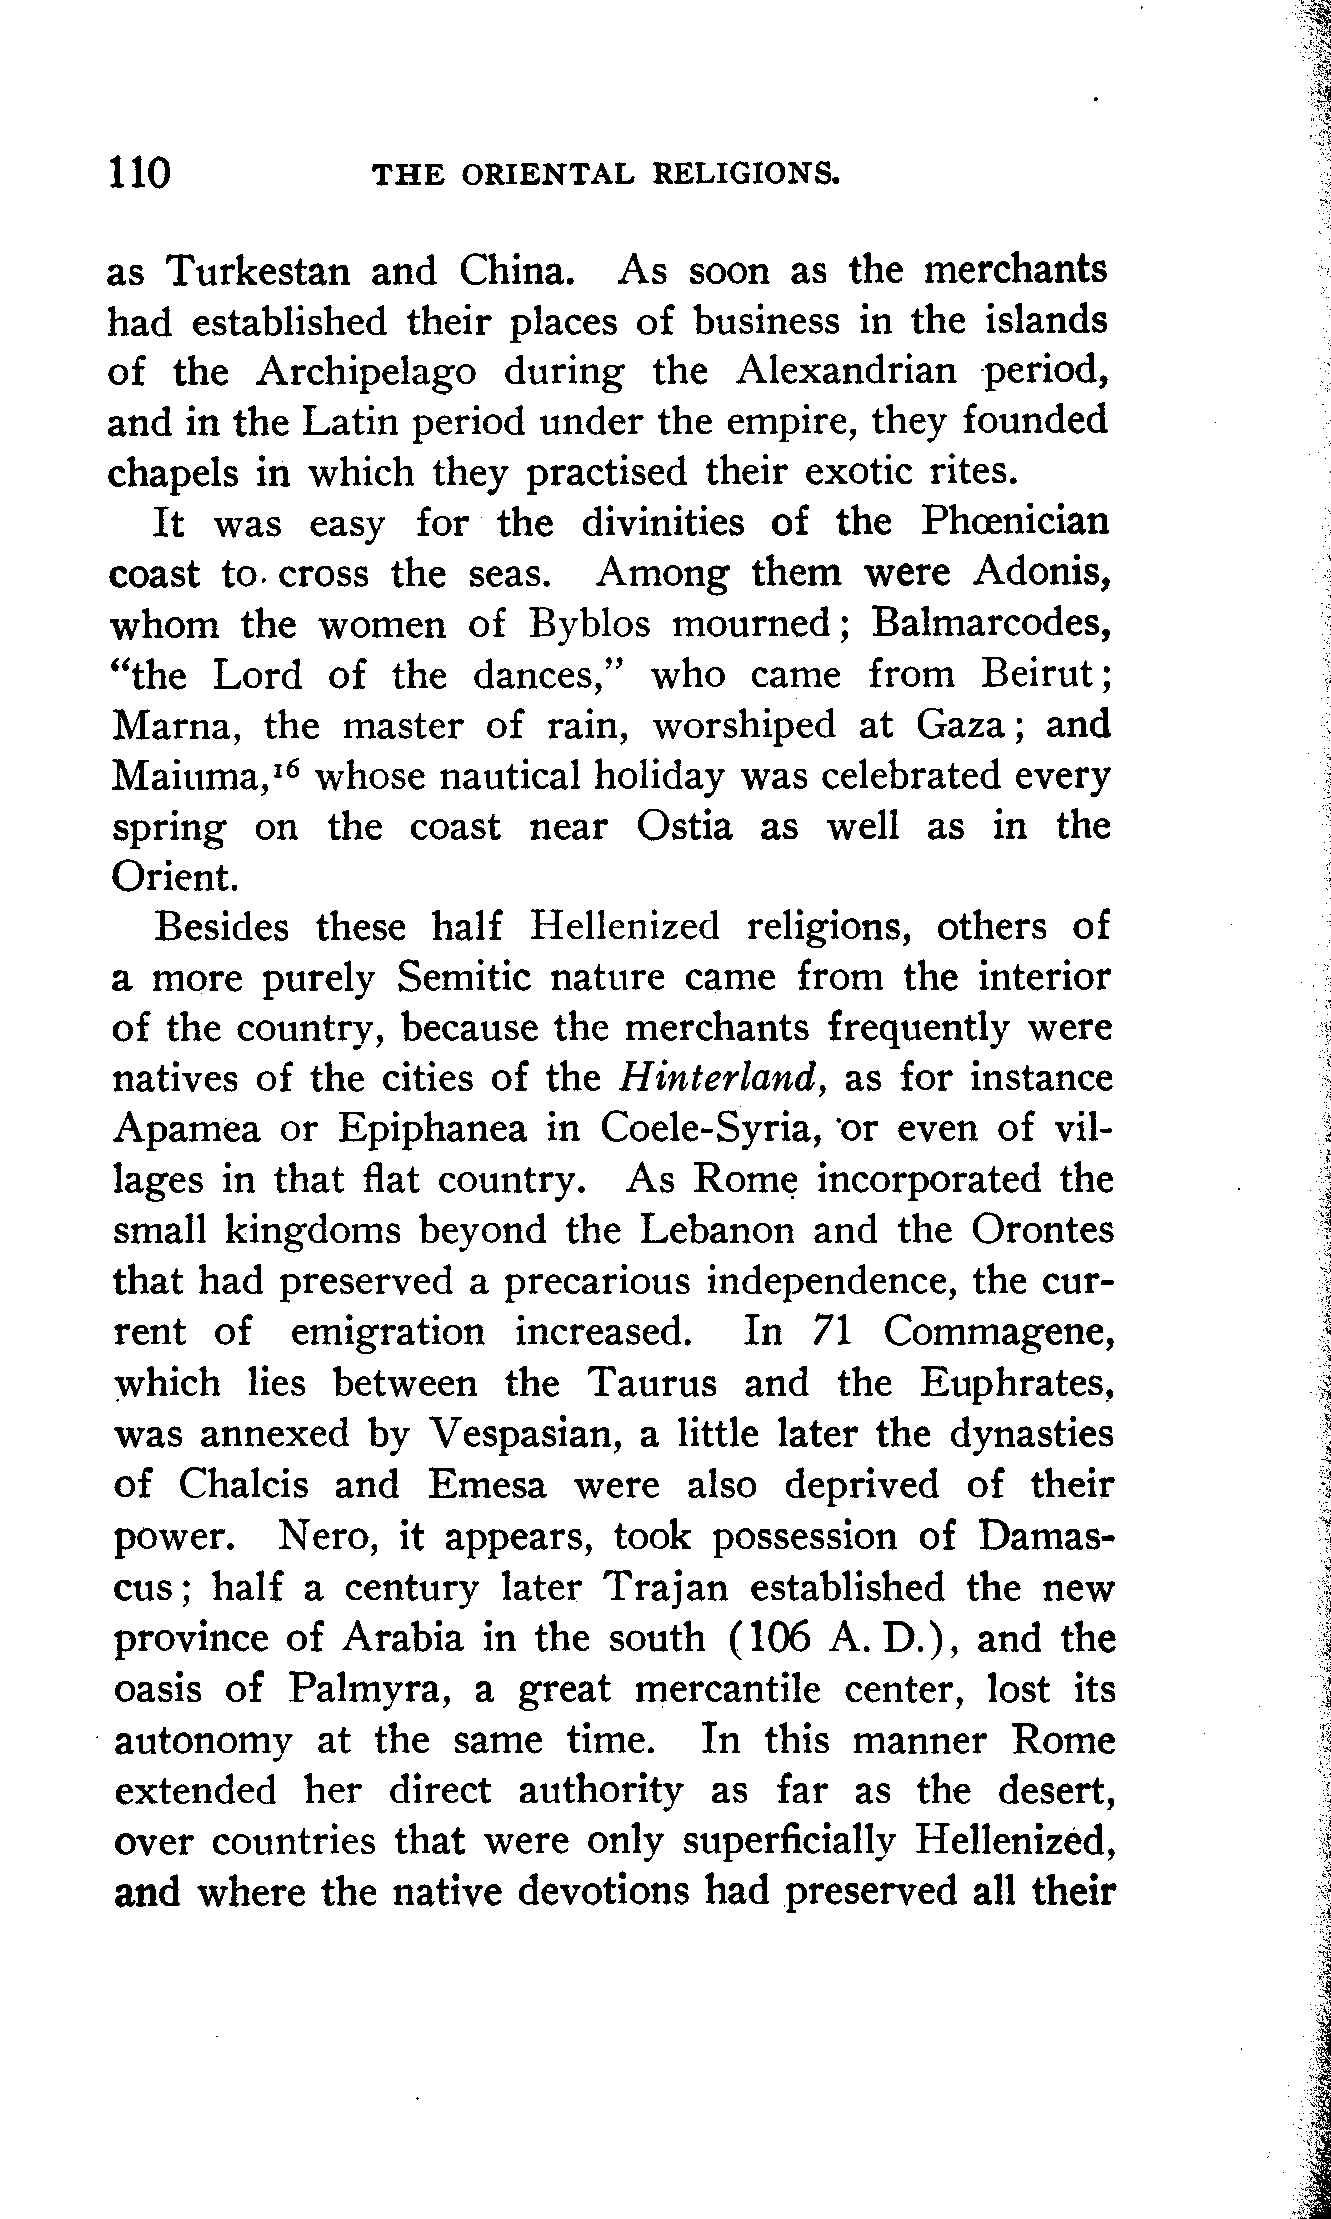 110 THE ORIENTAL RELIGIONS.
as Turkestan and China. As soon as the merchants
had established their places of business in the islands
of the Archipelago during the Alexandrian period,
and in the Latin period under the empire, they founded
chapels in which they practised their exotic rites.
It was easy for the divinities of the Phœnician
coast to cross the seas. Among them were Adonis,
whom the women of Byblos mourned; Balmarcodes,
“the Lord of the dances,” who came from Beirut;
Marna, the master of rain, worshiped at Gaza; and
Maiuma,¹⁶ whose nautical holiday was celebrated every
spring on the coast near Ostia as well as in the
Orient.
Besides these half Hellenized religions, others of
a more purely Semitic nature came from the interior
of the country, because the merchants frequently were
natives of the cities of the Hinterland, as for instance
Apamea or Epiphanea in Coele-Syria, or even of vil-
lages in that flat country. As Rome incorporated the
small kingdoms beyond the Lebanon and the Orontes
that had preserved a precarious independence, the cur-
rent of emigration increased. In 71 Commagene,
which lies between the Taurus and the Euphrates,
was annexed by Vespasian, a little later the dynasties
of Chalcis and Emesa were also deprived of their
power. Nero, it appears, took possession of Damas-
cus; half a century later Trajan established the new
province of Arabia in the south (106 A. D.), and the
oasis of Palmyra, a great mercantile center, lost its
autonomy at the same time. In this manner Rome
extended her direct authority as far as the desert,
over countries that were only superficially Hellenized,
and where the native devotions had preserved all their